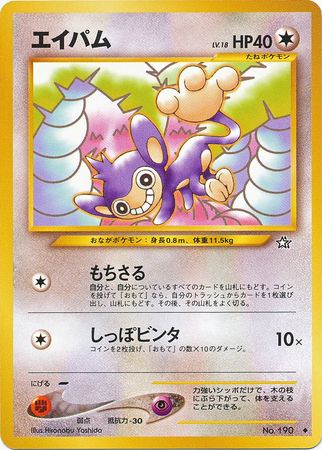 エイパム LV.18 HP40
たねポケモン
おながポケモン：身長0.8m、体重11.5kg
もちさる
自分と、自分についているすべてのカードを山札にもどす。コイン
を投げて「おもて」なら、自分のトラッシュからカードを1枚選び
出し、山札にもどす。その後、その山札をよく切る。
しっぽビンタ 10×
コインを2枚投げ、「おもて」の数×10のダメージ。
にげる
弱点 抵抗力 -30
力強いシッポだけで、木の枝
にぶら下がって、体を支える
ことができる。
Illus. Hironobu Yoshida
No. 190